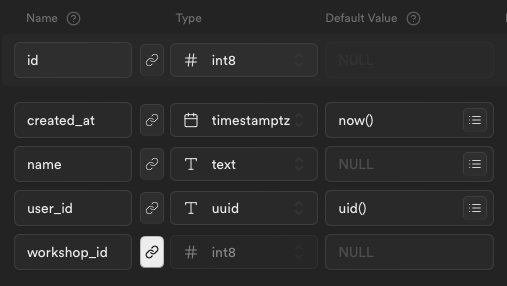 Name ? Type Default Value ?
id # int8 NULL
created_at timestamptz now()
name T text NULL
user_id T uuid uid()
workshop_id # int8 NULL